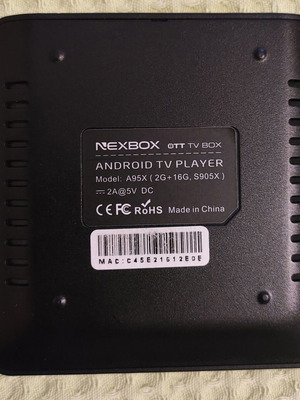 NEXBOX OTT TV BOX
ANDROID TV PLAYER
Model: A95X ( 2G+16G, S905X )
⎓ 2A@5V DC
CE FC RoHS Made in China
MAC:C45E21612E0E